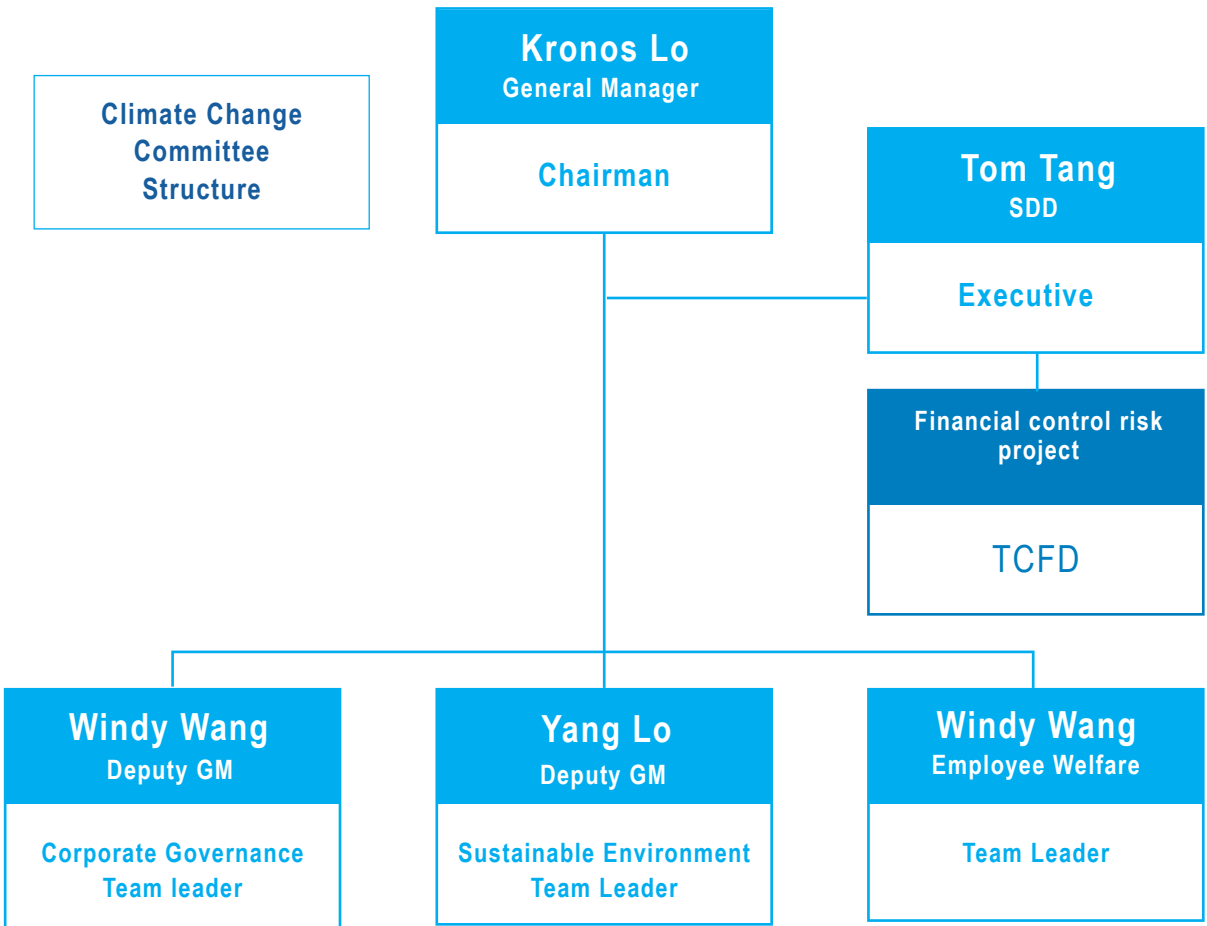 Climate Change
Committee
Structure
Kronos Lo
General Manager
Chairman
Tom Tang
SDD
Executive
Financial control risk
project
TCFD
Windy Wang
Deputy GM
Corporate Governance
Team leader
Yang Lo
Deputy GM
Sustainable Environment
Team Leader
Windy Wang
Employee Welfare
Team Leader